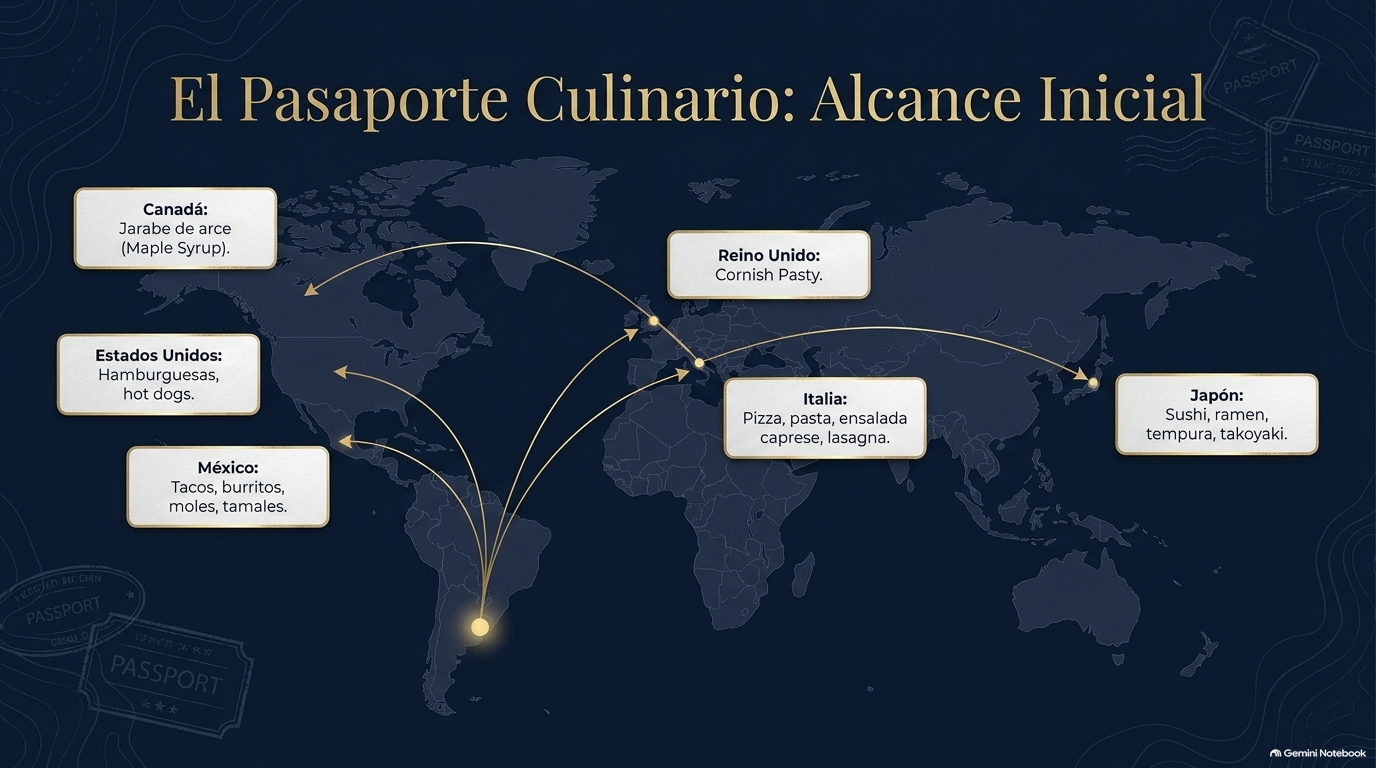 El Pasaporte Culinario: Alcance Inicial
PASSPORT
PASSPORT
Canadá:
Jarabe de arce
(Maple Syrup).
Reino Unido:
Cornish Pasty.
Estados Unidos:
Hamburguesas,
hot dogs.
Italia:
Pizza, pasta, ensalada
caprese, lasagna.
Japón:
Sushi, ramen,
tempura, takoyaki.
México:
Tacos, burritos,
moles, tamales.
PASSPORT
PASSPORT
Gemini Notebook